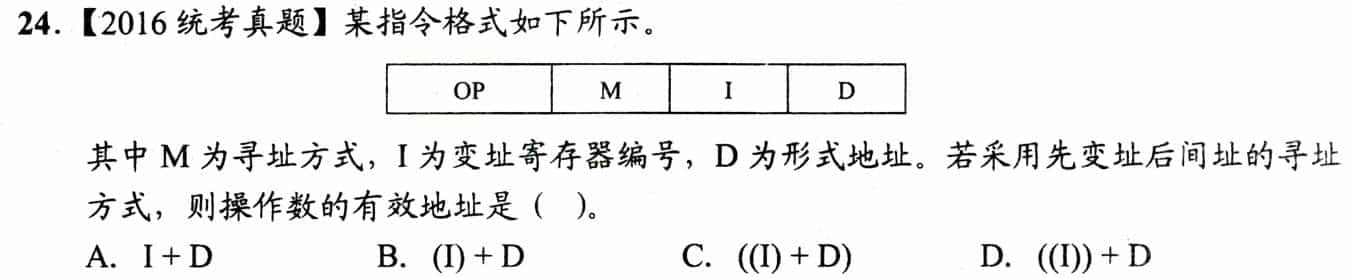 24.【2016 统考真题】某指令格式如下所示。
OP M I D
其中 M 为寻址方式，I 为变址寄存器编号，D 为形式地址。若采用先变址后间址的寻址
方式，则操作数的有效地址是（ ）。
A. I + D B. (I) + D C. ((I) + D) D. ((I)) + D